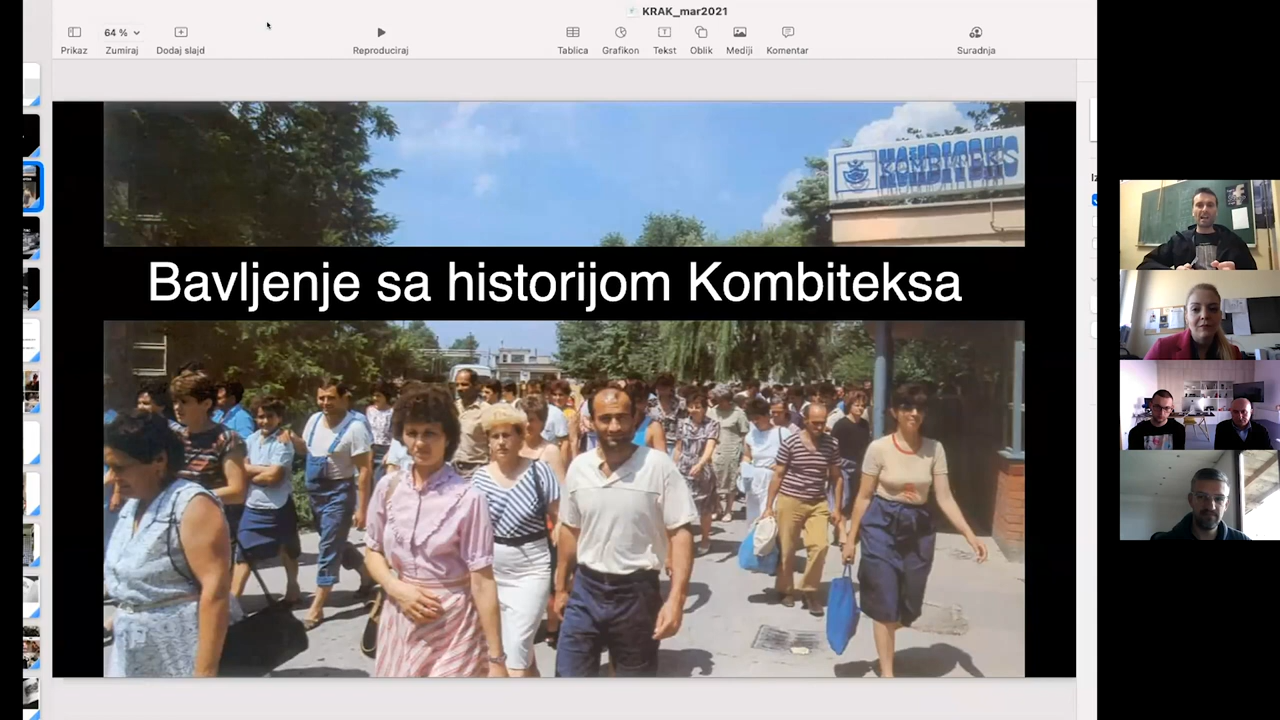 KRAK_mar2021
Prikaz
64 %
Zumiraj
Dodaj slajd
Reproduciraj
Tablica
Grafikon
Tekst
Oblik
Mediji
Komentar
Suradnja
KOMBITEKS
Bavljenje sa historijom Kombiteksa